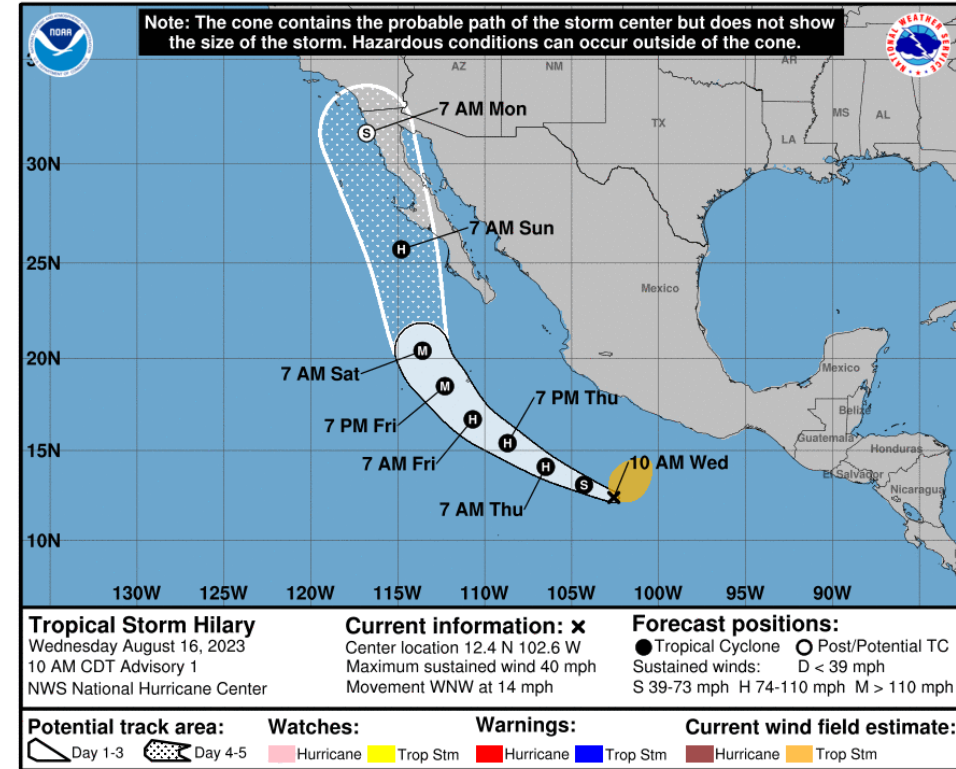 Note: The cone contains the probable path of the storm center but does not show
the size of the storm. Hazardous conditions can occur outside of the cone.
NOAA
NATIONAL WEATHER SERVICE
AZ
NM
AR
TX
MS
AL
LA
7 AM Mon
S
30N
7 AM Sun
H
25N
Mexico
20N
M
7 AM Sat
M
7 PM Fri
7 PM Thu
H
7 AM Fri
H
Mexico
Belize
Guatemala
Honduras
15N
El Salvador
Nicaragua
10 AM Wed
H
S
7 AM Thu
10N
130W 125W 120W 115W 110W 105W 100W 95W 90W
Tropical Storm Hilary
Wednesday August 16, 2023
10 AM CDT Advisory 1
NWS National Hurricane Center
Current information: x
Center location 12.4 N 102.6 W
Maximum sustained wind 40 mph
Movement WNW at 14 mph
Forecast positions:
Tropical Cyclone Post/Potential TC
Sustained winds: D < 39 mph
S 39-73 mph H 74-110 mph M > 110 mph
Potential track area:
Day 1-3 Day 4-5
Watches:
Hurricane Trop Stm
Warnings:
Hurricane Trop Stm
Current wind field estimate:
Hurricane Trop Stm